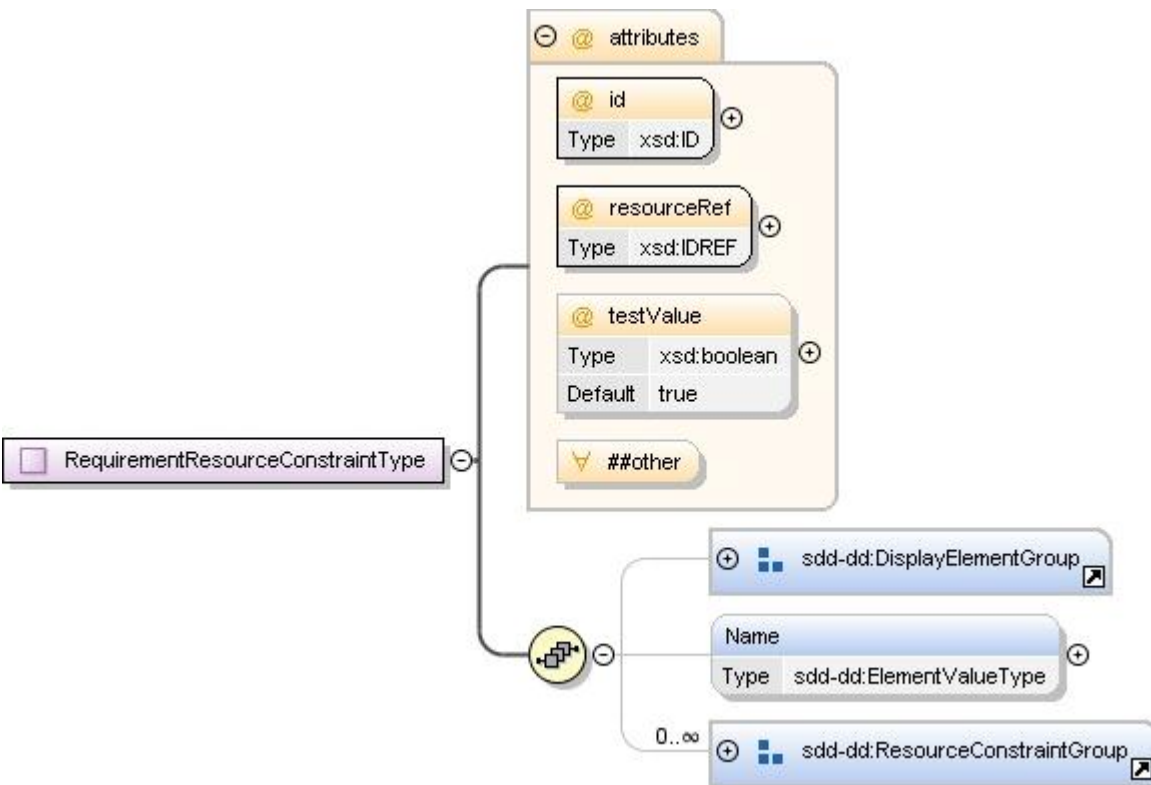 @ attributes
@ id
Type xsd:ID
@ resourceRef
Type xsd:IDREF
@ testValue
Type xsd:boolean
Default true
∀ ##other
RequirementResourceConstraintType
sdd-dd:DisplayElementGroup
Name
Type sdd-dd:ElementValueType
0..∞
sdd-dd:ResourceConstraintGroup